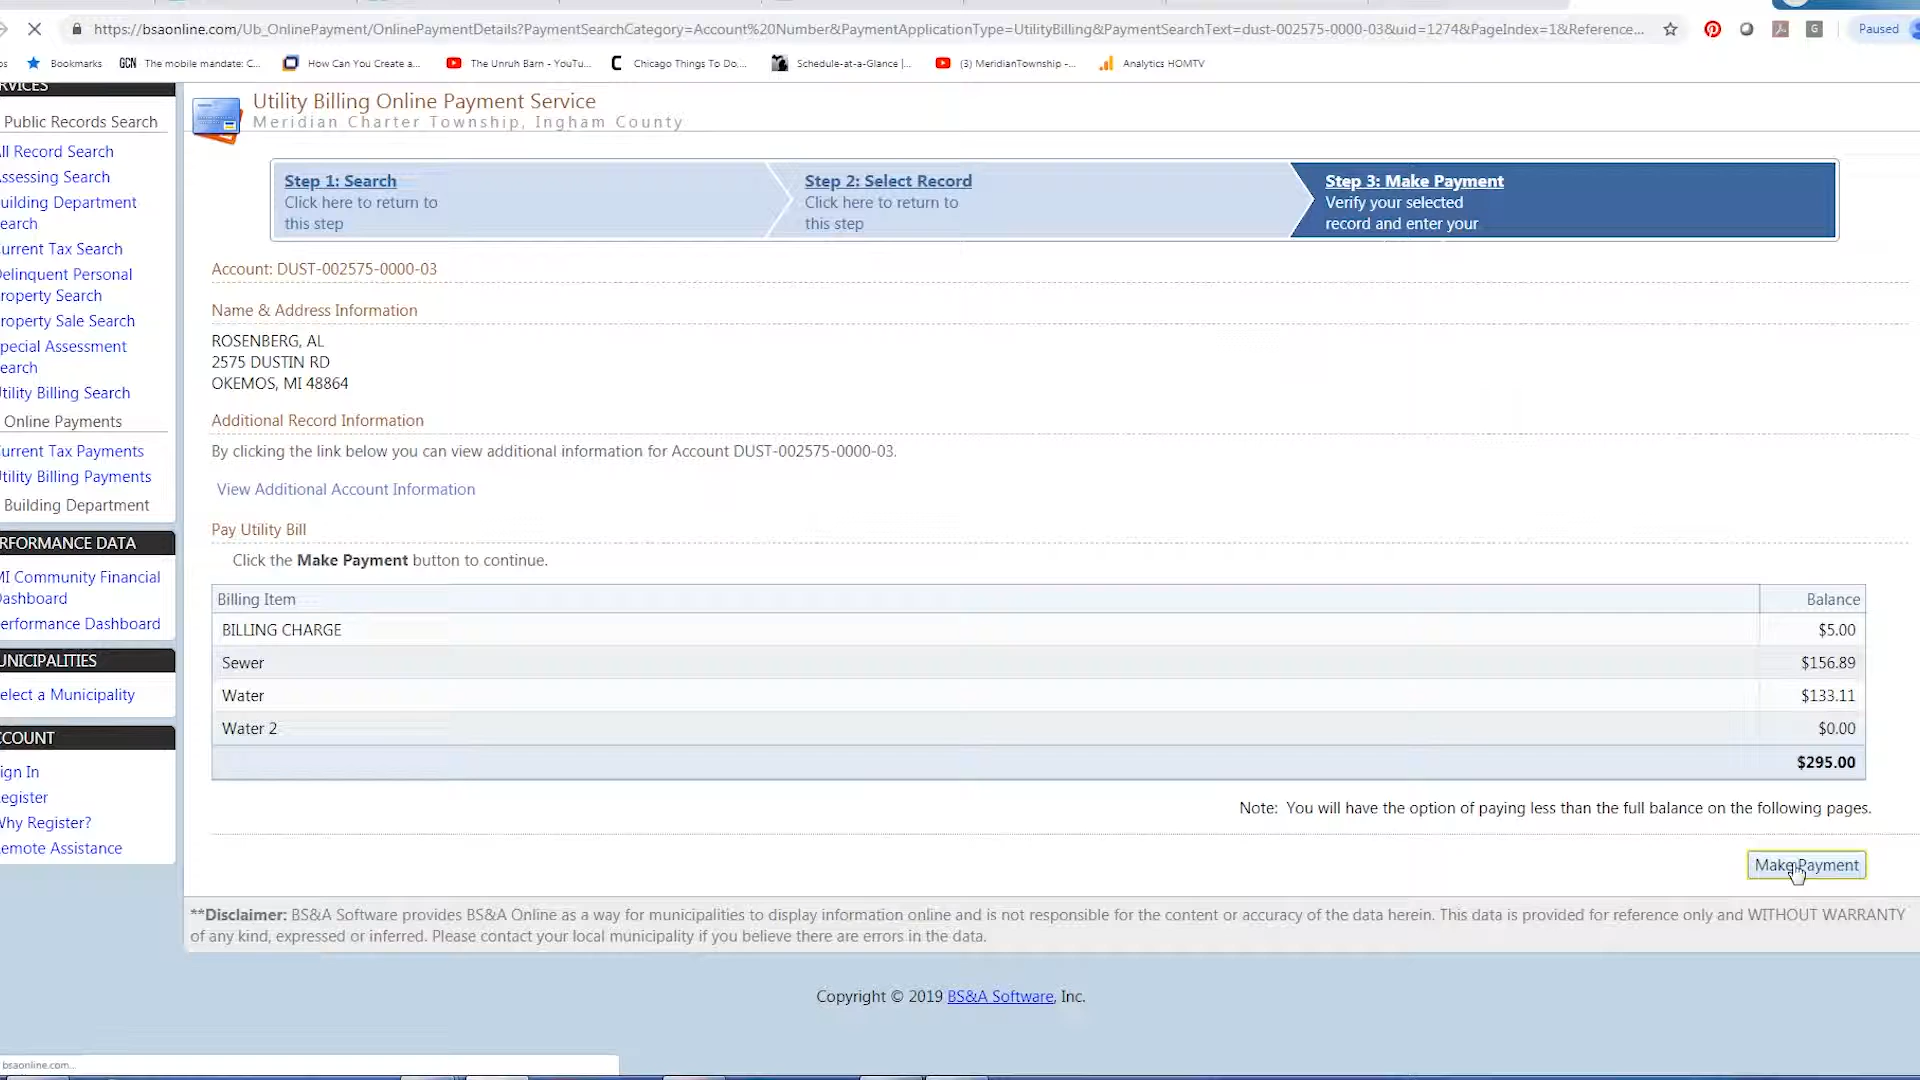 https://bsaonline.com/Ub_OnlinePayment/OnlinePaymentDetails?PaymentSearchCategory=Account%20Number&PaymentApplicationType=UtilityBilling&PaymentSearchText=dust-002575-0000-03&uid=1274&PageIndex=1&Reference...
Paused
Bookmarks
GCN The mobile mandate: C...
How Can You Create a...
The Unruh Barn - YouTu...
Chicago Things To Do...
Schedule-at-a-Glance |...
(3) MeridianTownship -...
Analytics HOMTV
RVICES
Public Records Search
ll Record Search
ssessing Search
uilding Department
earch
urrent Tax Search
elinquent Personal
roperty Search
roperty Sale Search
pecial Assessment
earch
tility Billing Search
Online Payments
urrent Tax Payments
tility Billing Payments
Building Department
RFORMANCE DATA
MI Community Financial
ashboard
erformance Dashboard
UNICIPALITIES
elect a Municipality
CCOUNT
ign In
egister
Why Register?
emote Assistance
Utility Billing Online Payment Service
Meridian Charter Township, Ingham County
Step 1: Search
Click here to return to
this step
Step 2: Select Record
Click here to return to
this step
Step 3: Make Payment
Verify your selected
record and enter your
Account: DUST-002575-0000-03
Name & Address Information
ROSENBERG, AL
2575 DUSTIN RD
OKEMOS, MI 48864
Additional Record Information
By clicking the link below you can view additional information for Account DUST-002575-0000-03.
View Additional Account Information
Pay Utility Bill
Click the Make Payment button to continue.
Billing Item Balance
BILLING CHARGE $5.00
Sewer $156.89
Water $133.11
Water 2 $0.00
$295.00
Note: You will have the option of paying less than the full balance on the following pages.
Make Payment
**Disclaimer: BS&A Software provides BS&A Online as a way for municipalities to display information online and is not responsible for the content or accuracy of the data herein. This data is provided for reference only and WITHOUT WARRANTY
of any kind, expressed or inferred. Please contact your local municipality if you believe there are errors in the data.
Copyright © 2019 BS&A Software, Inc.
bsaonline.com...